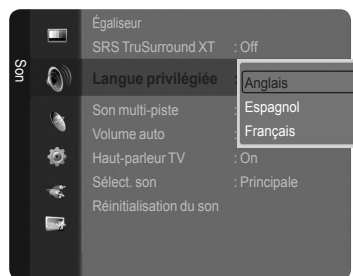 Son
Égaliseur
SRS TruSurround XT : Off
Langue privilégiée :
Anglais
Espagnol
Français
Son multi-piste :
Volume auto :
Haut-parleur TV : On
Sélect. son : Principale
Réinitialisation du son